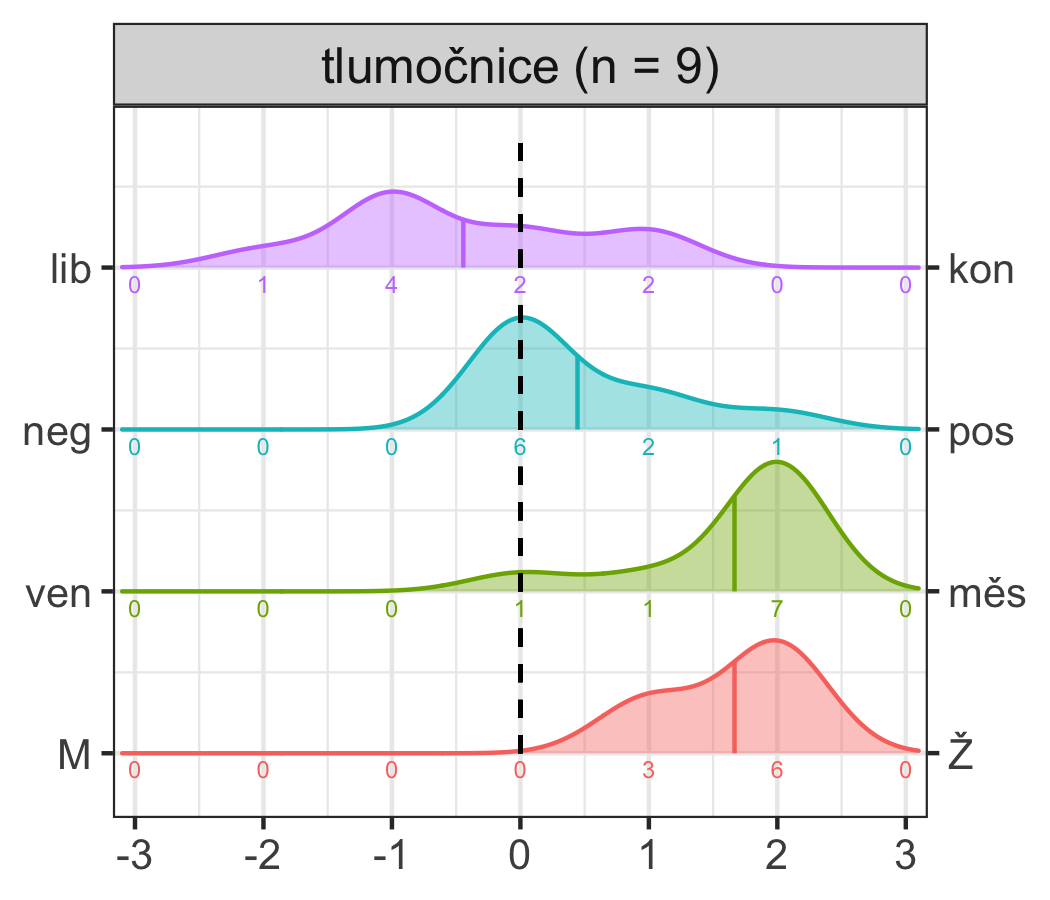 tlumočnice (n = 9)
lib kon
0 1 4 2 2 0 0
neg pos
0 0 0 6 2 1 0
ven měs
0 0 0 1 1 7 0
M Ž
0 0 0 0 3 6 0
-3 -2 -1 0 1 2 3